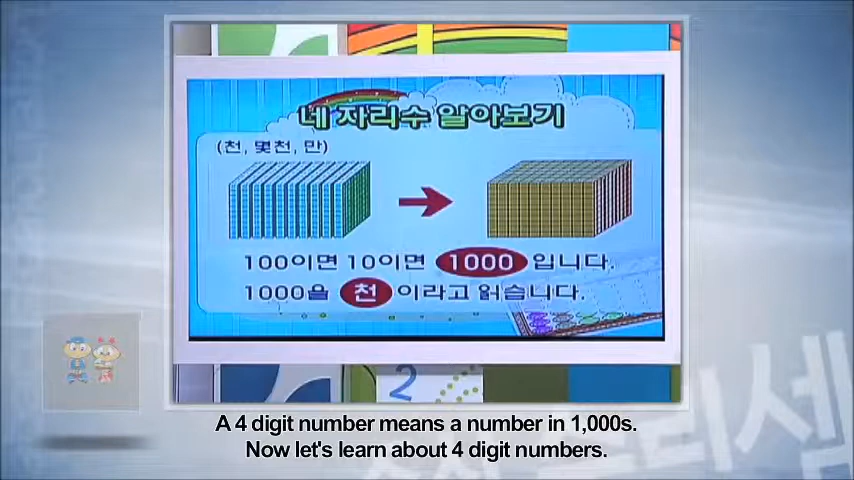 네 자리수 알아보기
(천, 몇천, 만)
100이면 10이면 1000 입니다.
1000을 천 이라고 읽습니다.
2
A 4 digit number means a number in 1,000s.
Now let's learn about 4 digit numbers.